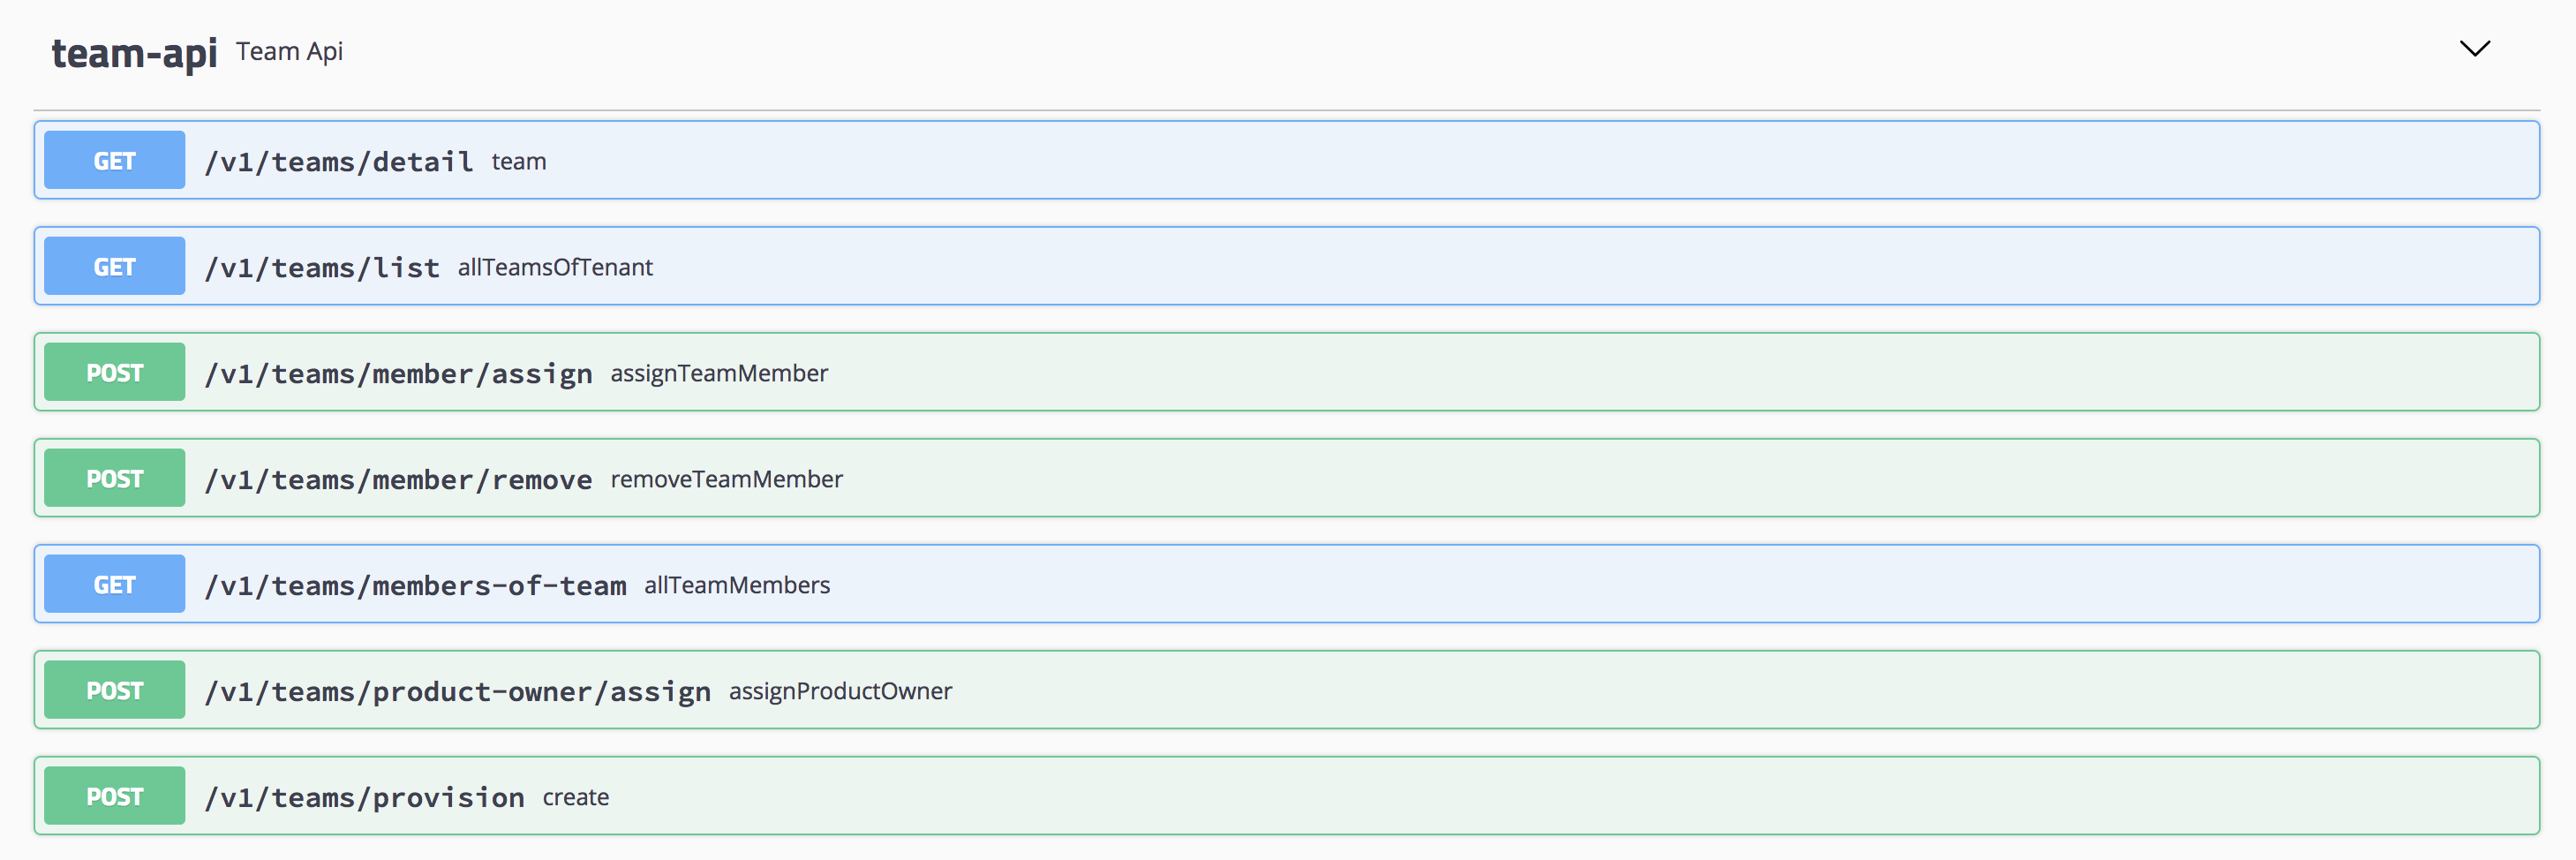 team-api Team Api
GET /v1/teams/detail team
GET /v1/teams/list allTeamsOfTenant
POST /v1/teams/member/assign assignTeamMember
POST /v1/teams/member/remove removeTeamMember
GET /v1/teams/members-of-team allTeamMembers
POST /v1/teams/product-owner/assign assignProductOwner
POST /v1/teams/provision create